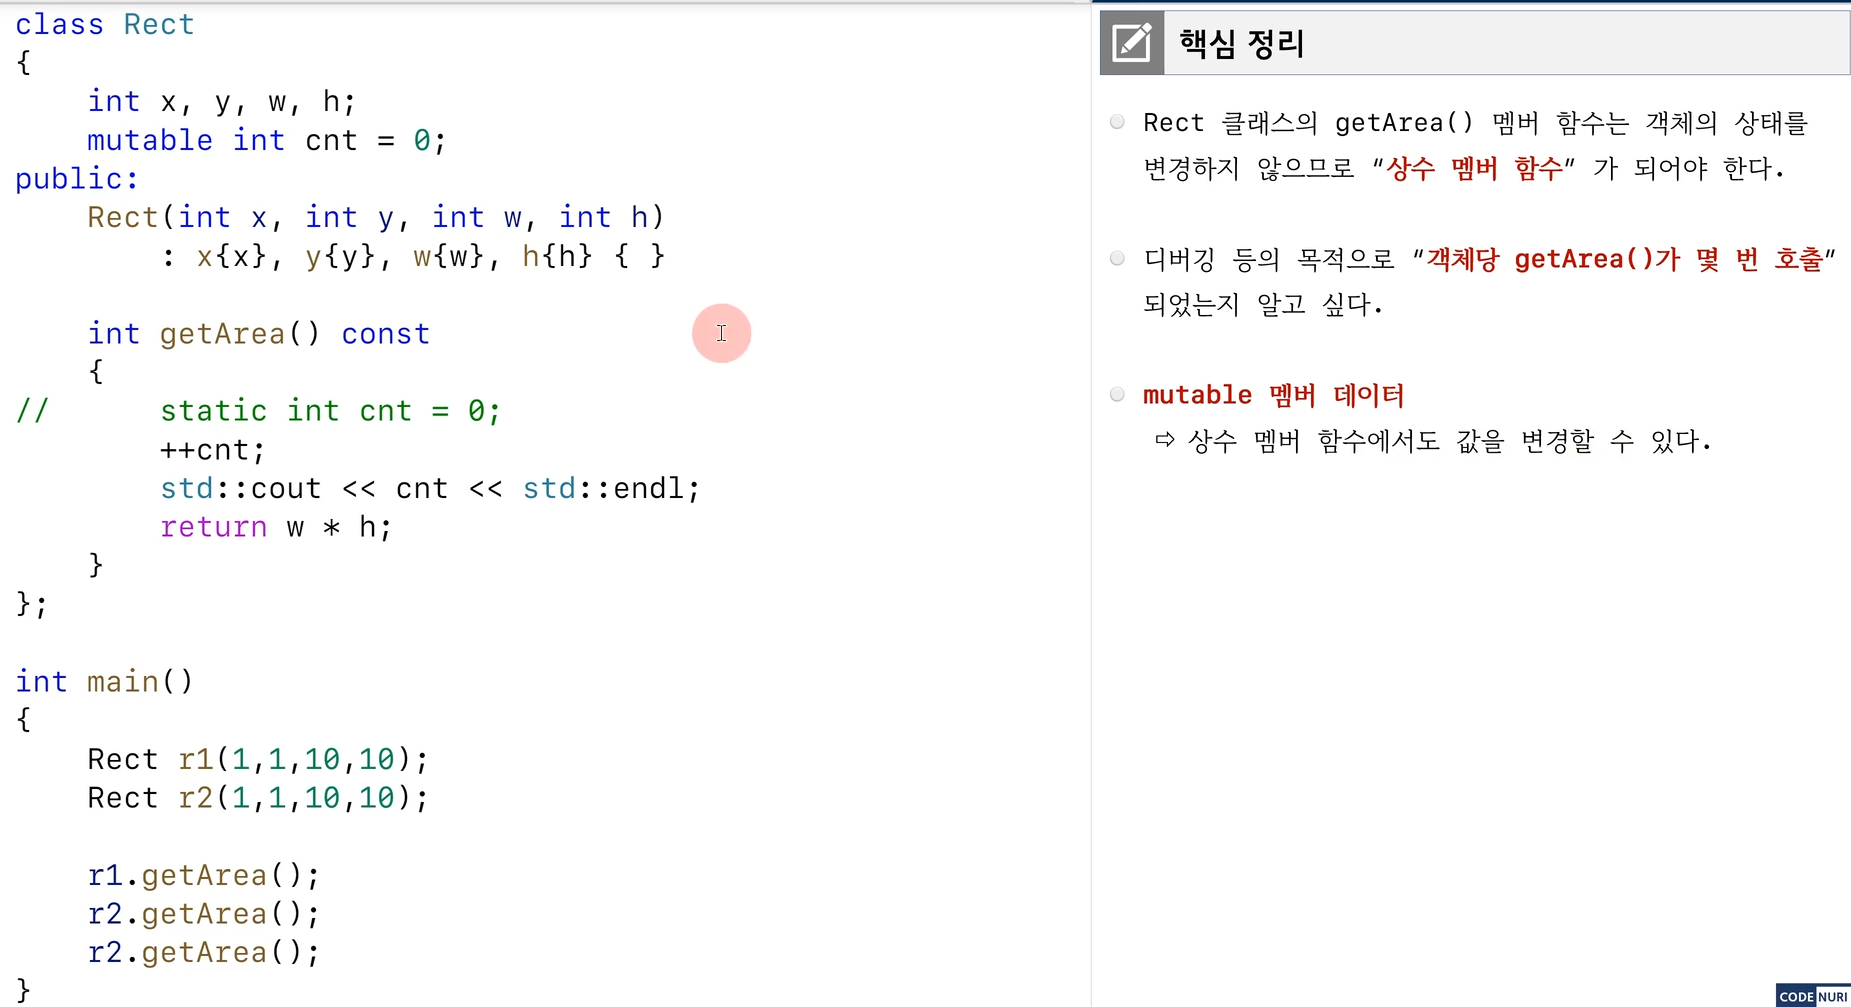 class Rect
{
    int x, y, w, h;
    mutable int cnt = 0;
public:
    Rect(int x, int y, int w, int h)
        : x{x}, y{y}, w{w}, h{h} { }
    int getArea() const
    {
//      static int cnt = 0;
        ++cnt;
        std::cout << cnt << std::endl;
        return w * h;
    }
};
int main()
{
    Rect r1(1,1,10,10);
    Rect r2(1,1,10,10);
    r1.getArea();
    r2.getArea();
    r2.getArea();
}
핵심 정리
Rect 클래스의 getArea() 멤버 함수는 객체의 상태를
변경하지 않으므로 “상수 멤버 함수” 가 되어야 한다.
디버깅 등의 목적으로 “객체당 getArea()가 몇 번 호출”
되었는지 알고 싶다.
mutable 멤버 데이터
⇨ 상수 멤버 함수에서도 값을 변경할 수 있다.
CODENURI